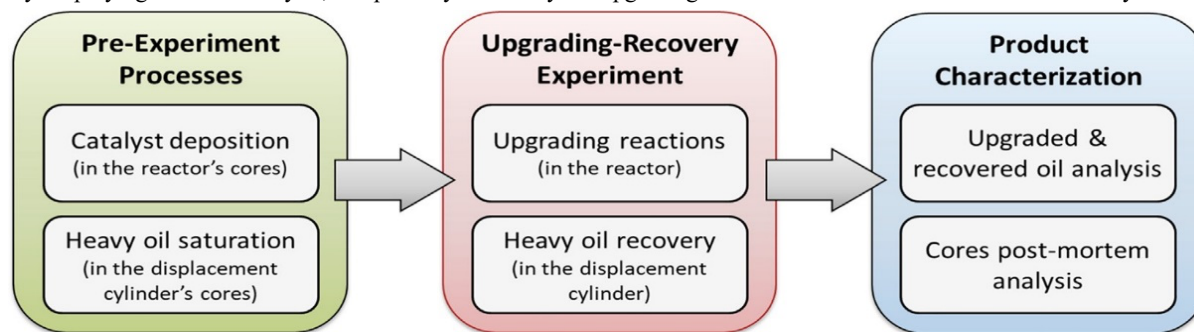 Pre-Experiment
Processes
Catalyst deposition
(in the reactor's cores)
Heavy oil saturation
(in the displacement
cylinder's cores)
Upgrading-Recovery
Experiment
Upgrading reactions
(in the reactor)
Heavy oil recovery
(in the displacement
cylinder)
Product
Characterization
Upgraded &
recovered oil analysis
Cores post-mortem
analysis